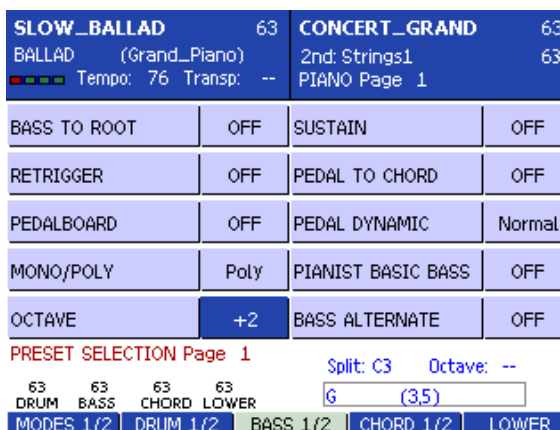 SLOW_BALLAD 63
BALLAD (Grand_Piano)
Tempo: 76 Transp: --
CONCERT_GRAND 63
2nd: Strings1 63
PIANO Page 1
BASS TO ROOT OFF SUSTAIN OFF
RETRIGGER OFF PEDAL TO CHORD OFF
PEDALBOARD OFF PEDAL DYNAMIC Normal
MONO/POLY Poly PIANIST BASIC BASS OFF
OCTAVE +2 BASS ALTERNATE OFF
PRESET SELECTION Page 1
Split: C3 Octave: --
63 63 63 63
DRUM BASS CHORD LOWER
G (3,5)
MODES 1/2 DRUM 1/2 BASS 1/2 CHORD 1/2 LOWER